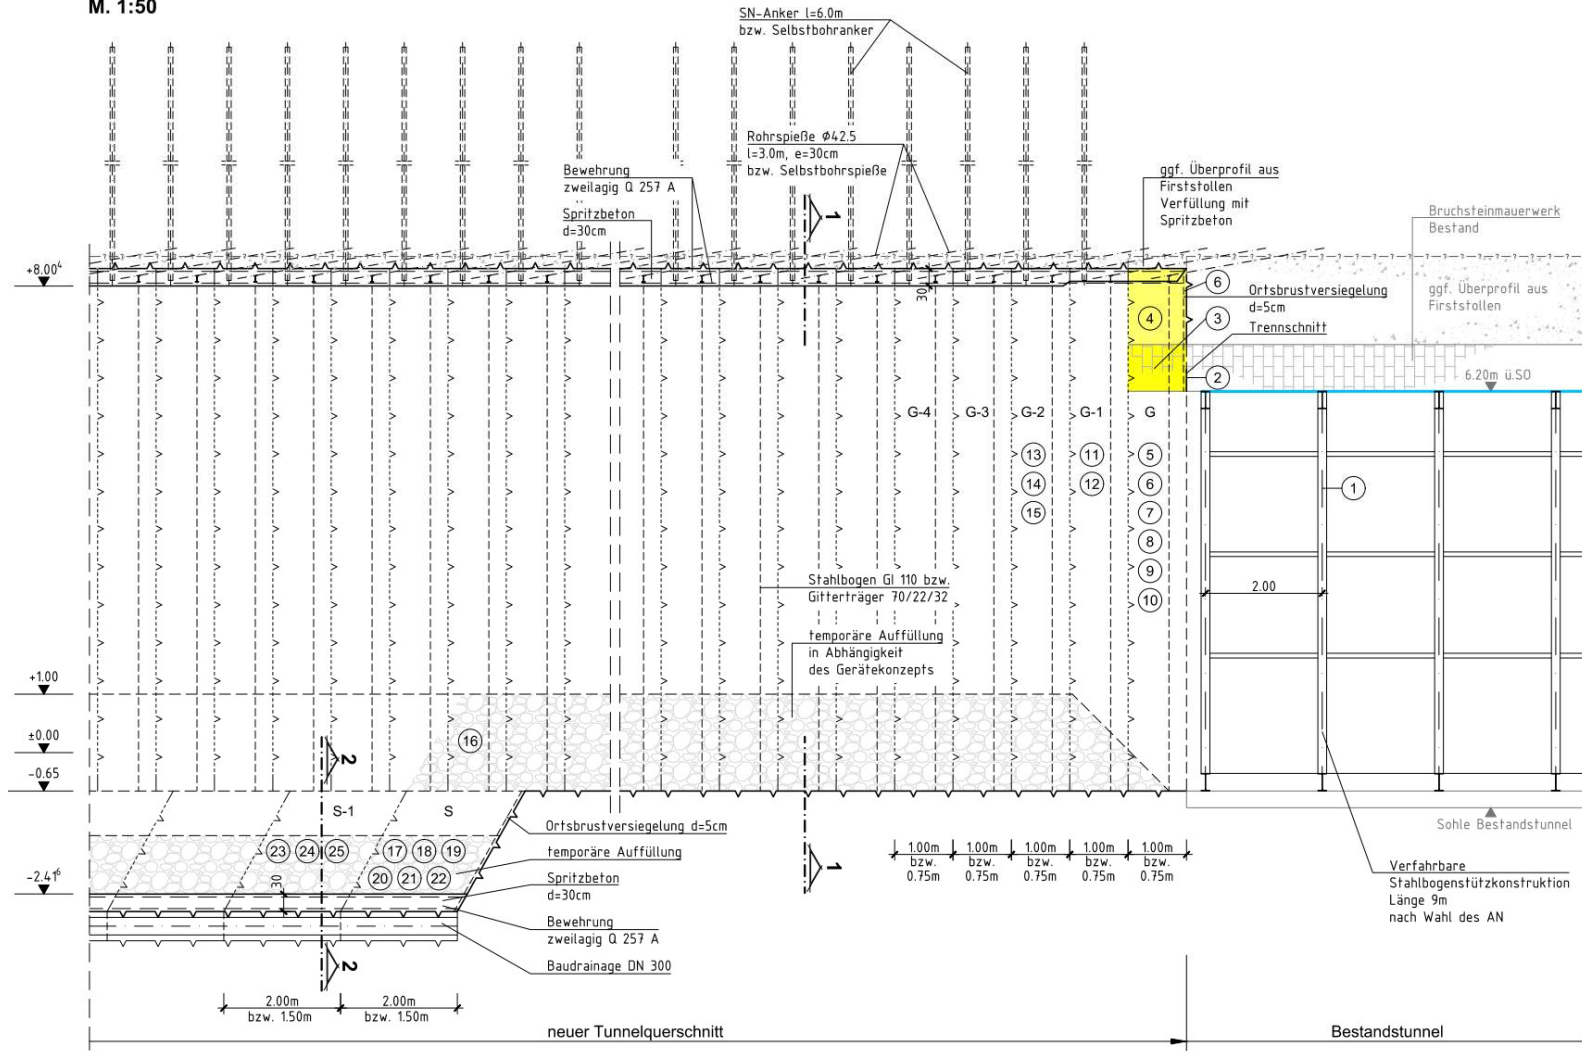 M. 1:50
SN-Anker l=6.0m
bzw. Selbstbohranker
Rohrspieße Ø42.5
l=3.0m, e=30cm
bzw. Selbstbohrspieße
Bewehrung
zweilagig Q 257 A
Spritzbeton
d=30cm
ggf. Überprofil aus
Firststollen
Verfüllung mit
Spritzbeton
Bruchsteinmauerwerk
Bestand
1
+8.00⁴
30
6
Ortsbrustversiegelung
d=5cm
ggf. Überprofil aus
Firststollen
4
3
Trennschnitt
2
6.20m ü.SO
G-4
G-3
G-2
G-1
G
13
11
5
14
12
6
1
15
7
8
9
10
Stahlbogen GI 110 bzw.
Gitterträger 70/22/32
2.00
temporäre Auffüllung
in Abhängigkeit
des Gerätekonzepts
+1.00
16
±0.00
2
-0.65
S-1
S
Ortsbrustversiegelung d=5cm
Sohle Bestandstunnel
23
24
25
17
18
19
temporäre Auffüllung
20
21
22
-2.41⁶
30
Spritzbeton
d=30cm
1.00m
bzw.
0.75m
1.00m
bzw.
0.75m
1.00m
bzw.
0.75m
1.00m
bzw.
0.75m
1.00m
bzw.
0.75m
1
Verfahrbare
Stahlbogenstützkonstruktion
Länge 9m
nach Wahl des AN
Bewehrung
zweilagig Q 257 A
Baudrainage DN 300
2
2.00m
bzw. 1.50m
2.00m
bzw. 1.50m
neuer Tunnelquerschnitt
Bestandstunnel